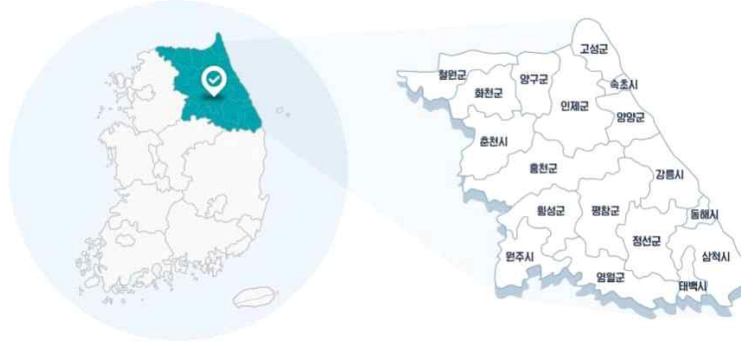 고성군
철원군
양구군
속초시
화천군
인제군
양양군
춘천시
홍천군
강릉시
횡성군
평창군
동해시
정선군
원주시
삼척시
영월군
태백시